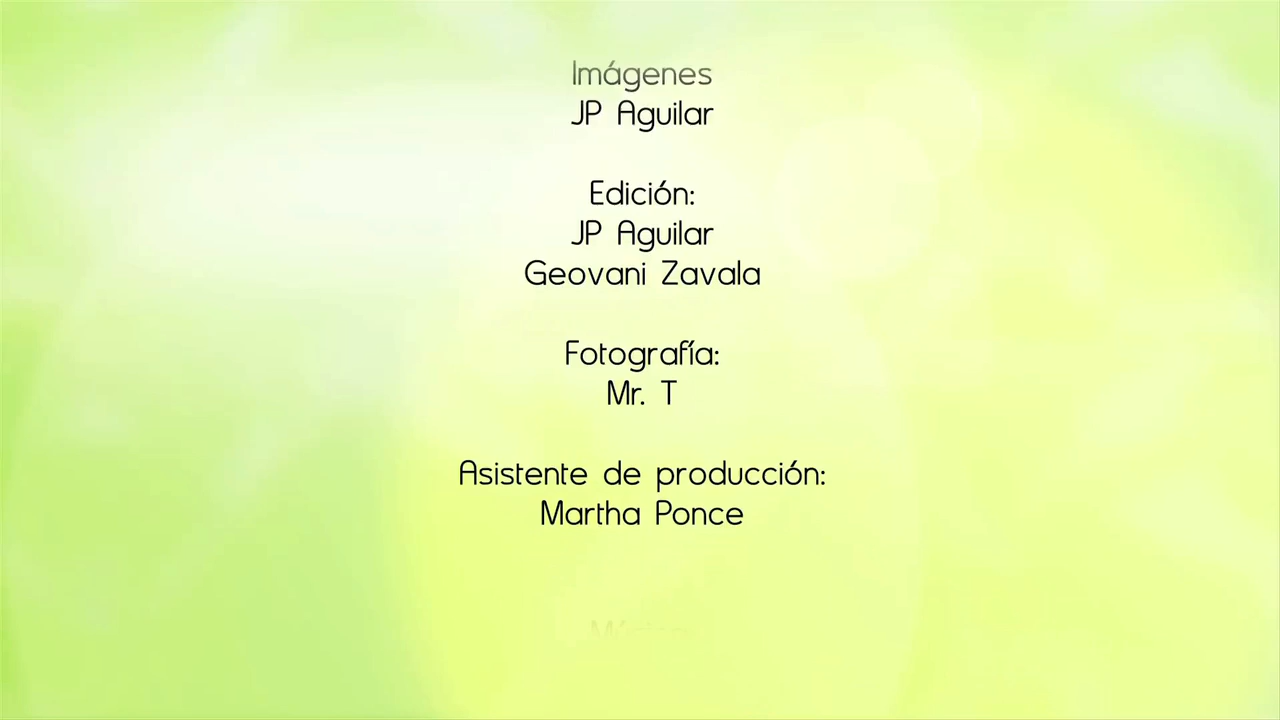 Imágenes
JP Aguilar
Edición:
JP Aguilar
Geovani Zavala
Fotografía:
Mr. T
Asistente de producción:
Martha Ponce